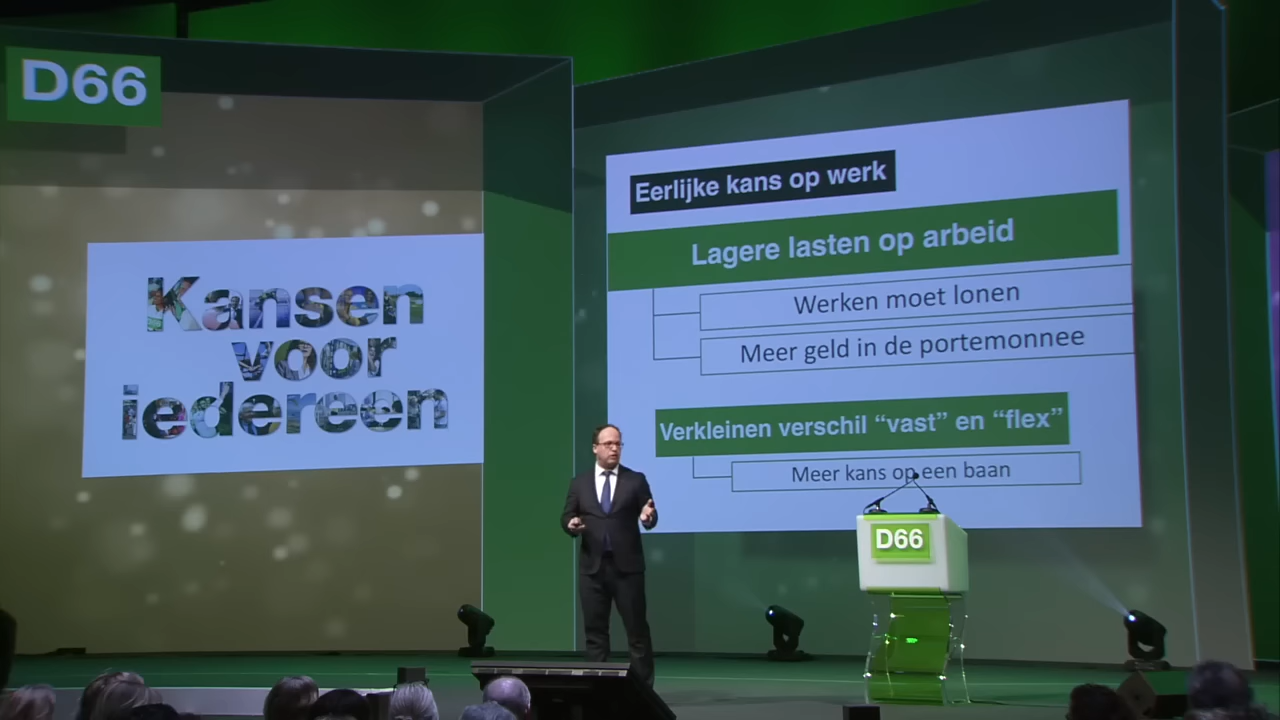 D66
Kansen
voor
iedereen
Eerlijke kans op werk
Lagere lasten op arbeid
Werken moet lonen
Meer geld in de portemonnee
Verkleinen verschil “vast” en “flex”
Meer kans op een baan
D66